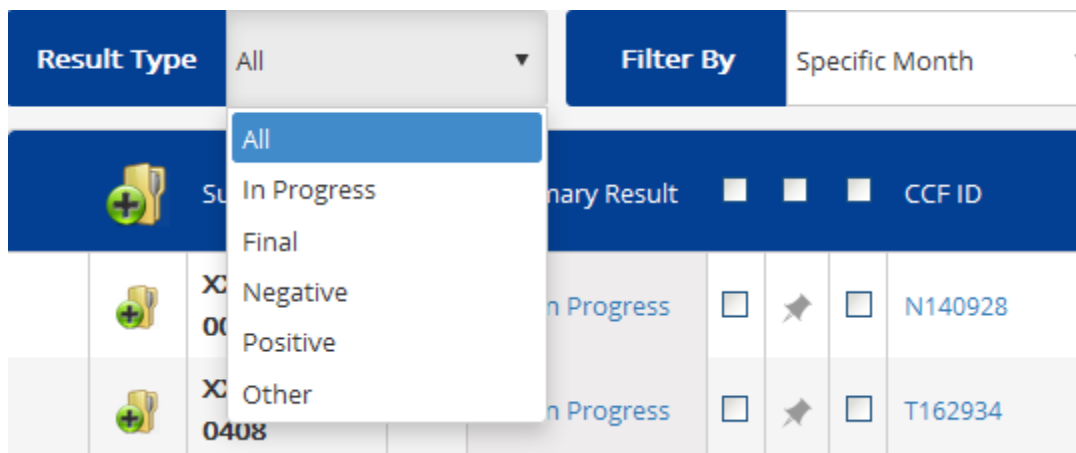 Result Type All Filter By Specific Month
All
In Progress
Final
Negative
Positive
Other
Result CCF ID
Progress N140928
Progress T162934
0408